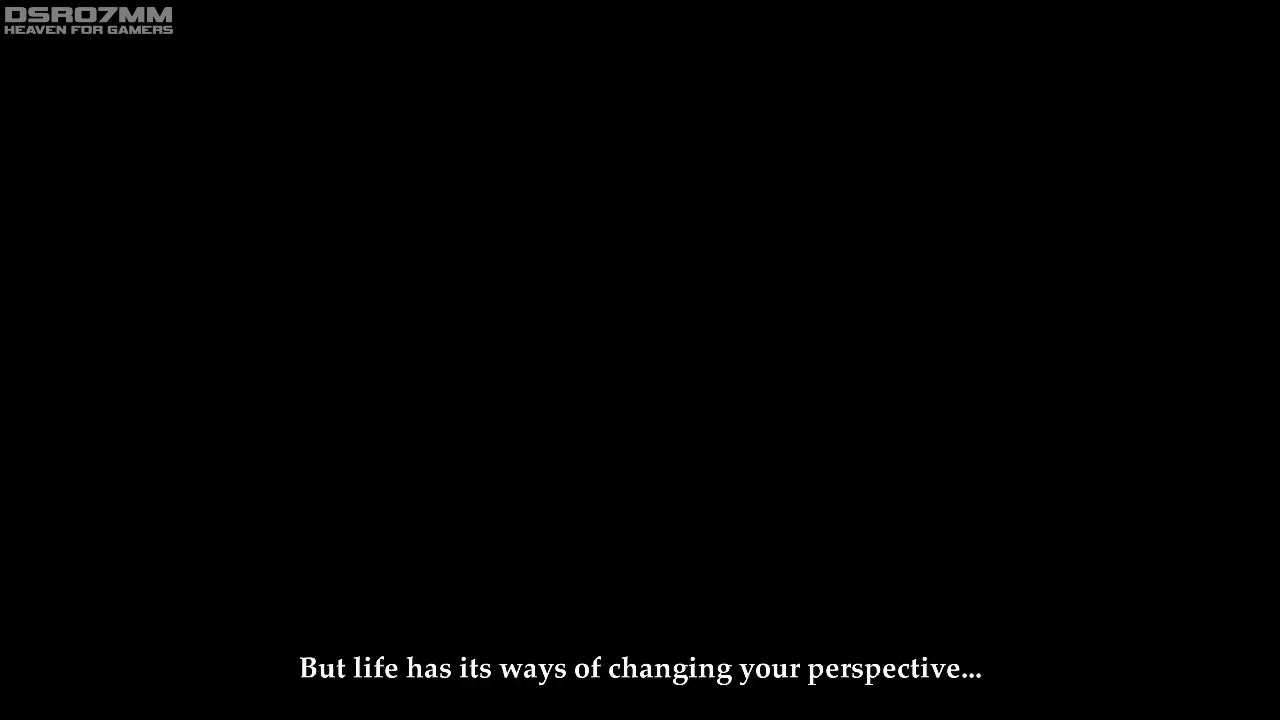 DSRO7MM
HEAVEN FOR GAMERS
But life has its ways of changing your perspective...